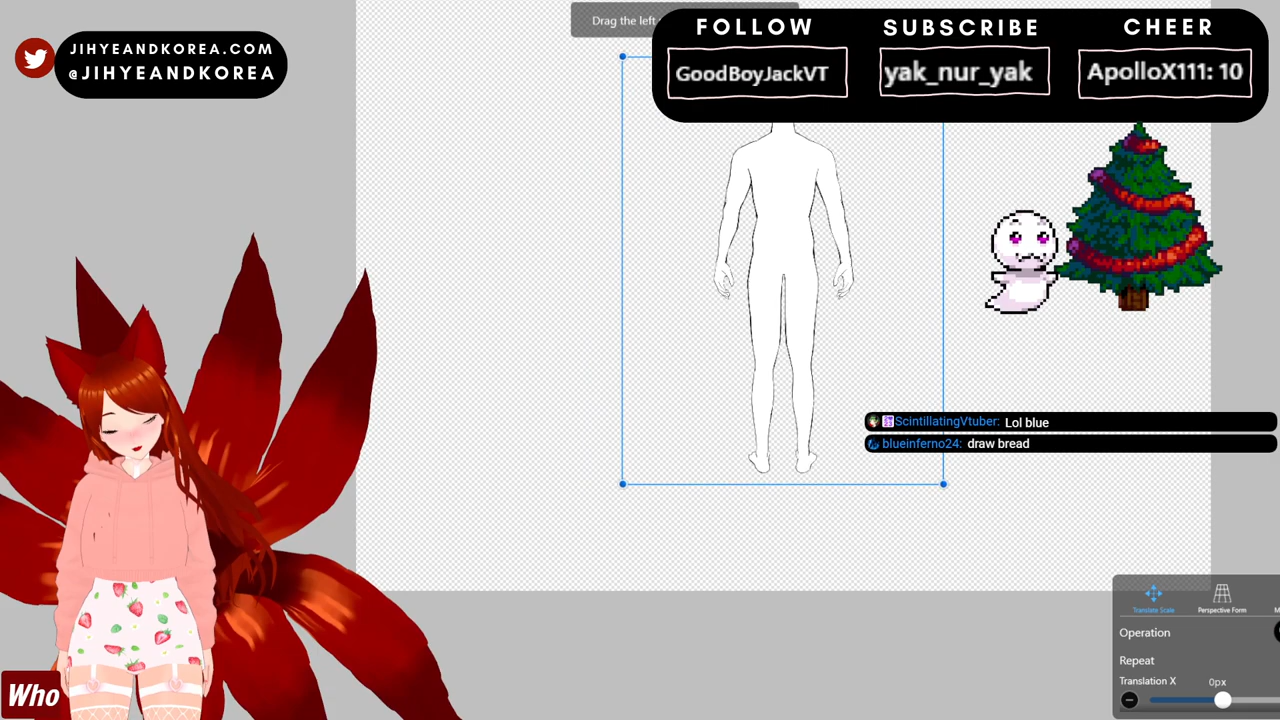 JIHYEANDKOREA.COM
@JIHYEANDKOREA
Drag the left
FOLLOW
SUBSCRIBE
CHEER
GoodBoyJackVT
yak_nur_yak
ApolloX111: 10
ScintillatingVtuber: Lol blue
blueinferno24: draw bread
Who
Translate Scale
Perspective Form
M
Operation
Repeat
Translation X
0px